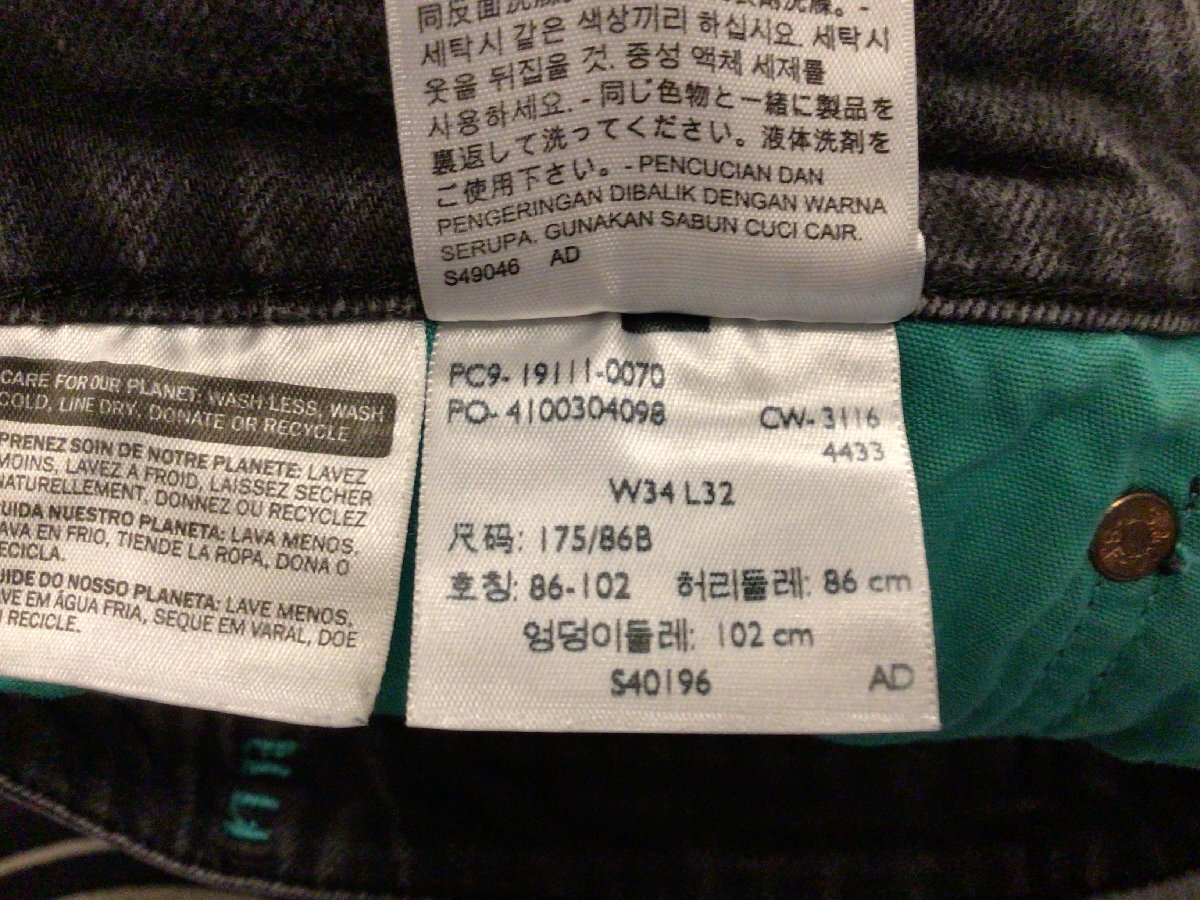 세탁시 같은 색상끼리 하십시요. 세탁시
옷을 뒤집을 것. 중성 액체 세제를
사용하세요. - 同じ色物と一緒に製品を
裏返して洗ってください。液体洗剤を
ご使用下さい。- PENCUCIAN DAN
PENGERINGAN DIBALIK DENGAN WARNA
SERUPA. GUNAKAN SABUN CUCI CAIR.
S49046 AD
CARE FOR OUR PLANET: WASH LESS, WASH
COLD, LINE DRY, DONATE OR RECYCLE
PRENEZ SOIN DE NOTRE PLANETE: LAVEZ
MOINS, LAVEZ A FROID, LAISSEZ SECHER
NATURELLEMENT, DONNEZ OU RECYCLEZ
UIDA NUESTRO PLANETA: LAVA MENOS,
AVA EN FRIO, TIENDE LA ROPA, DONA O
ECICLA.
UIDE DO NOSSO PLANETA: LAVE MENOS,
VE EM ÁGUA FRIA, SEQUE EM VARAL, DOE
RECICLE.
PC9-19111-0070
PO-4100304098 CW-3116
4433
W34 L32
尺码: 175/86B
호칭: 86-102 허리둘레: 86 cm
엉덩이둘레: 102 cm
S40196 AD